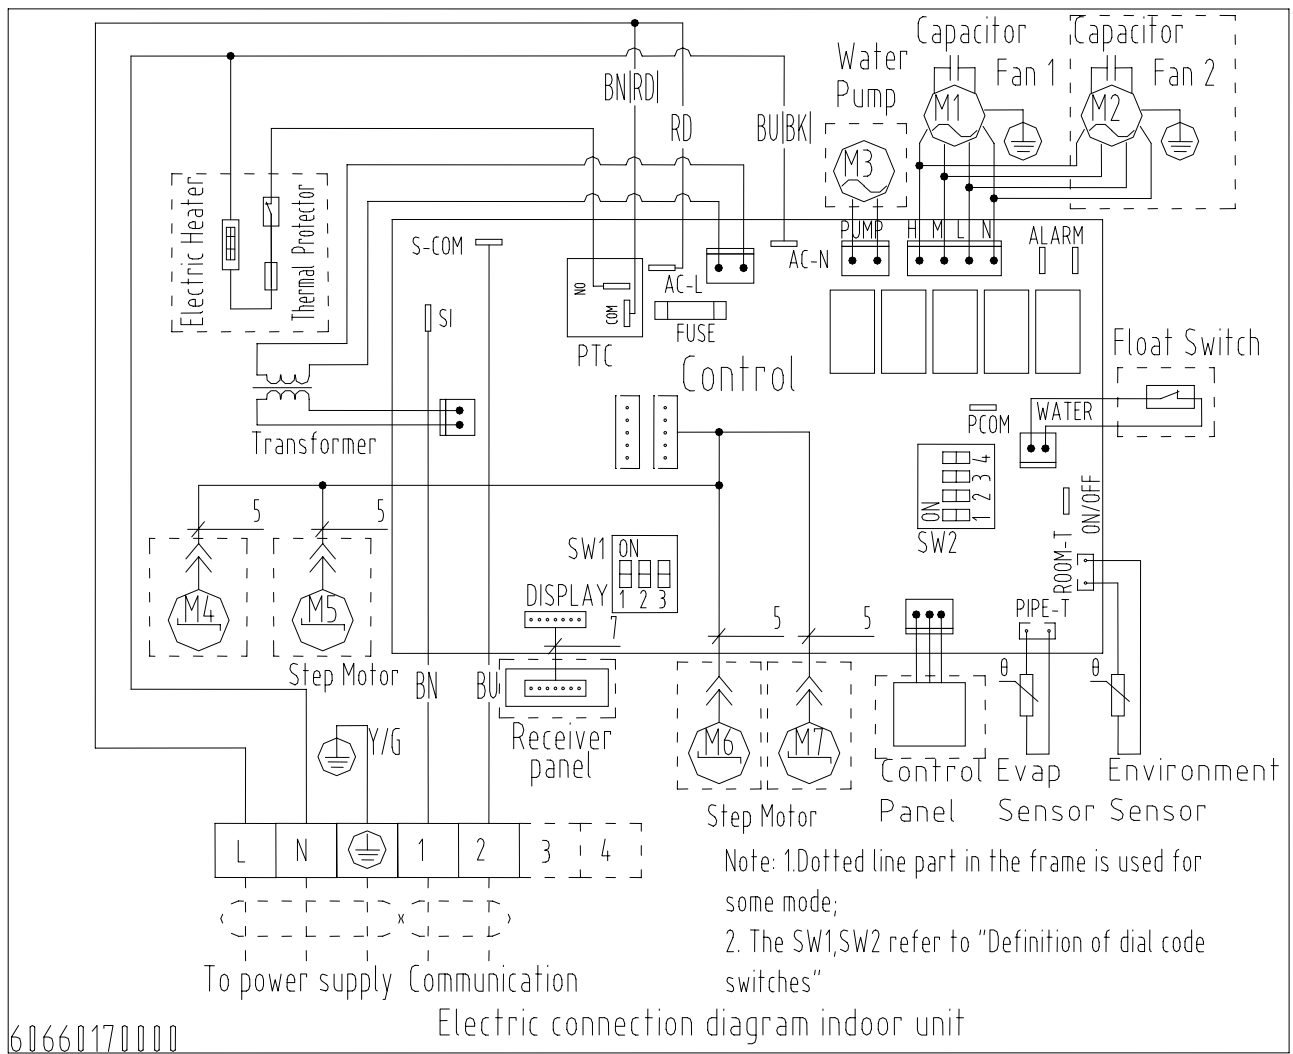 Capacitor
Fan 1
Capacitor
Fan 2
Water
Pump
M1
M2
M3
BN|RD|
RD
BU|BK|
Electric Heater
Thermal Protector
S-COM
SI
NO
COM
PTC
AC-L
FUSE
AC-N
PUMP
H M L N
ALARM
Control
Float Switch
WATER
PCOM
Transformer
ON
1 2 3 4
SW2
ON/OFF
ROOM-T
PIPE-T
5
5
M4
M5
Step Motor
SW1
ON
1 2 3
DISPLAY
7
5
5
BN
BU
Y/G
Receiver
panel
M6
M7
Step Motor
θ
θ
Control
Panel
Evap
Sensor
Environment
Sensor
L N 1 2 3 4
To power supply
Communication
Note: 1.Dotted line part in the frame is used for
some mode;
2. The SW1,SW2 refer to "Definition of dial code
switches"
Electric connection diagram indoor unit
60660170000